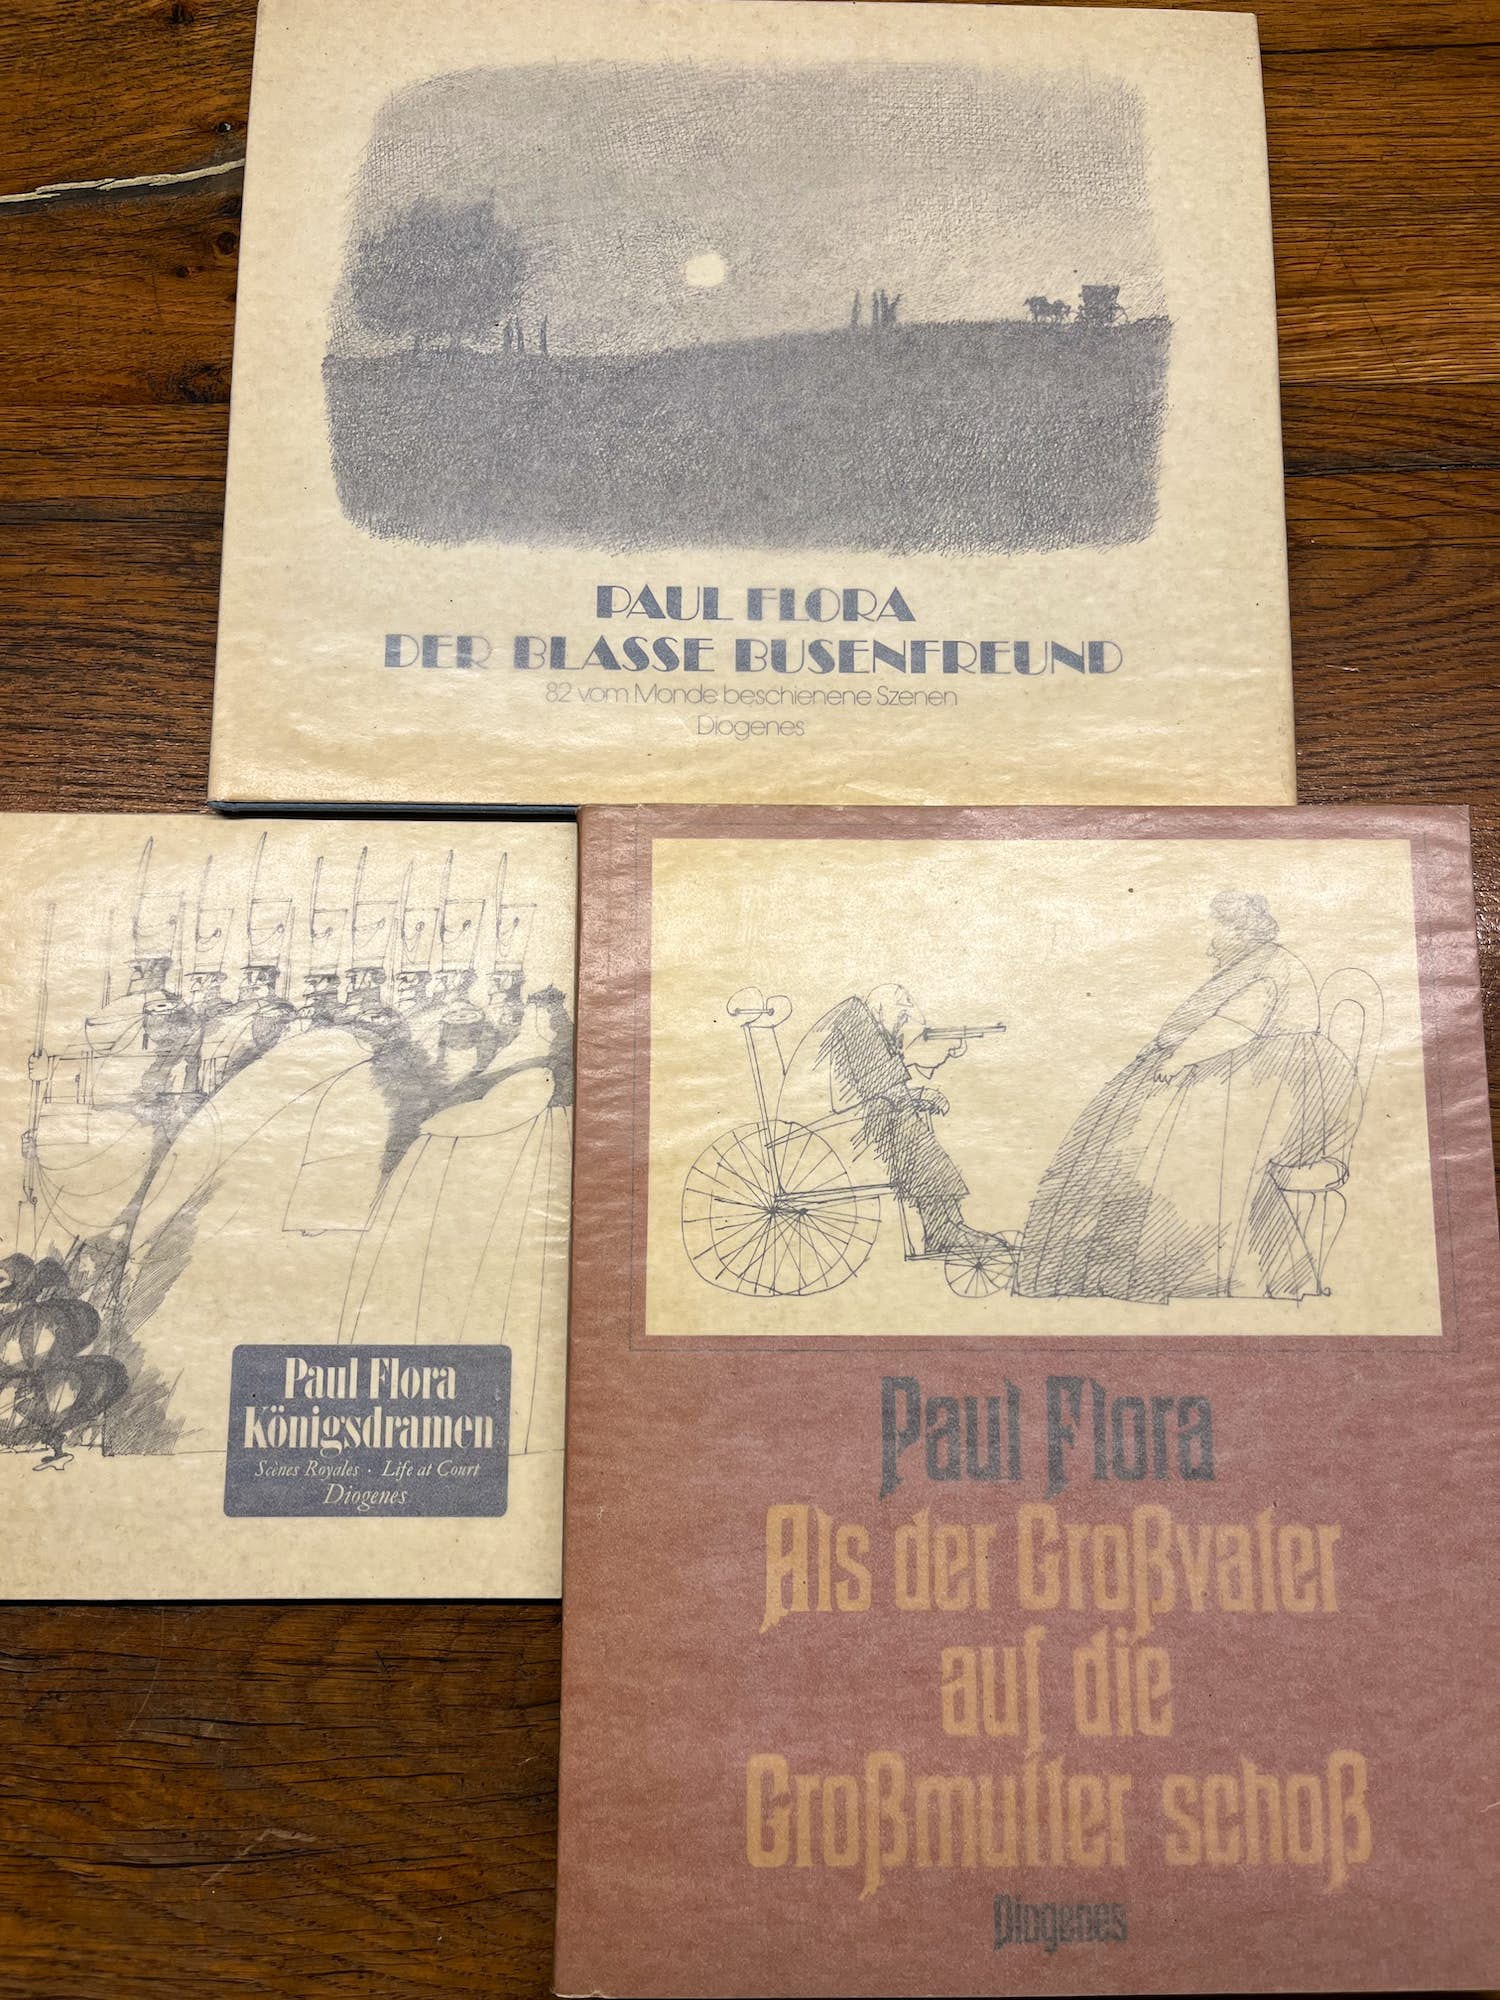 PAUL FLORA
DER BLASSE BUSENFREUND
82 vom Monde beschienene Szenen
Diogenes
Paul Flora
Königsdramen
Scènes Royales · Life at Court
Diogenes
Paul Flora
Als der Großvater
auf die
Großmutter schoß
Diogenes